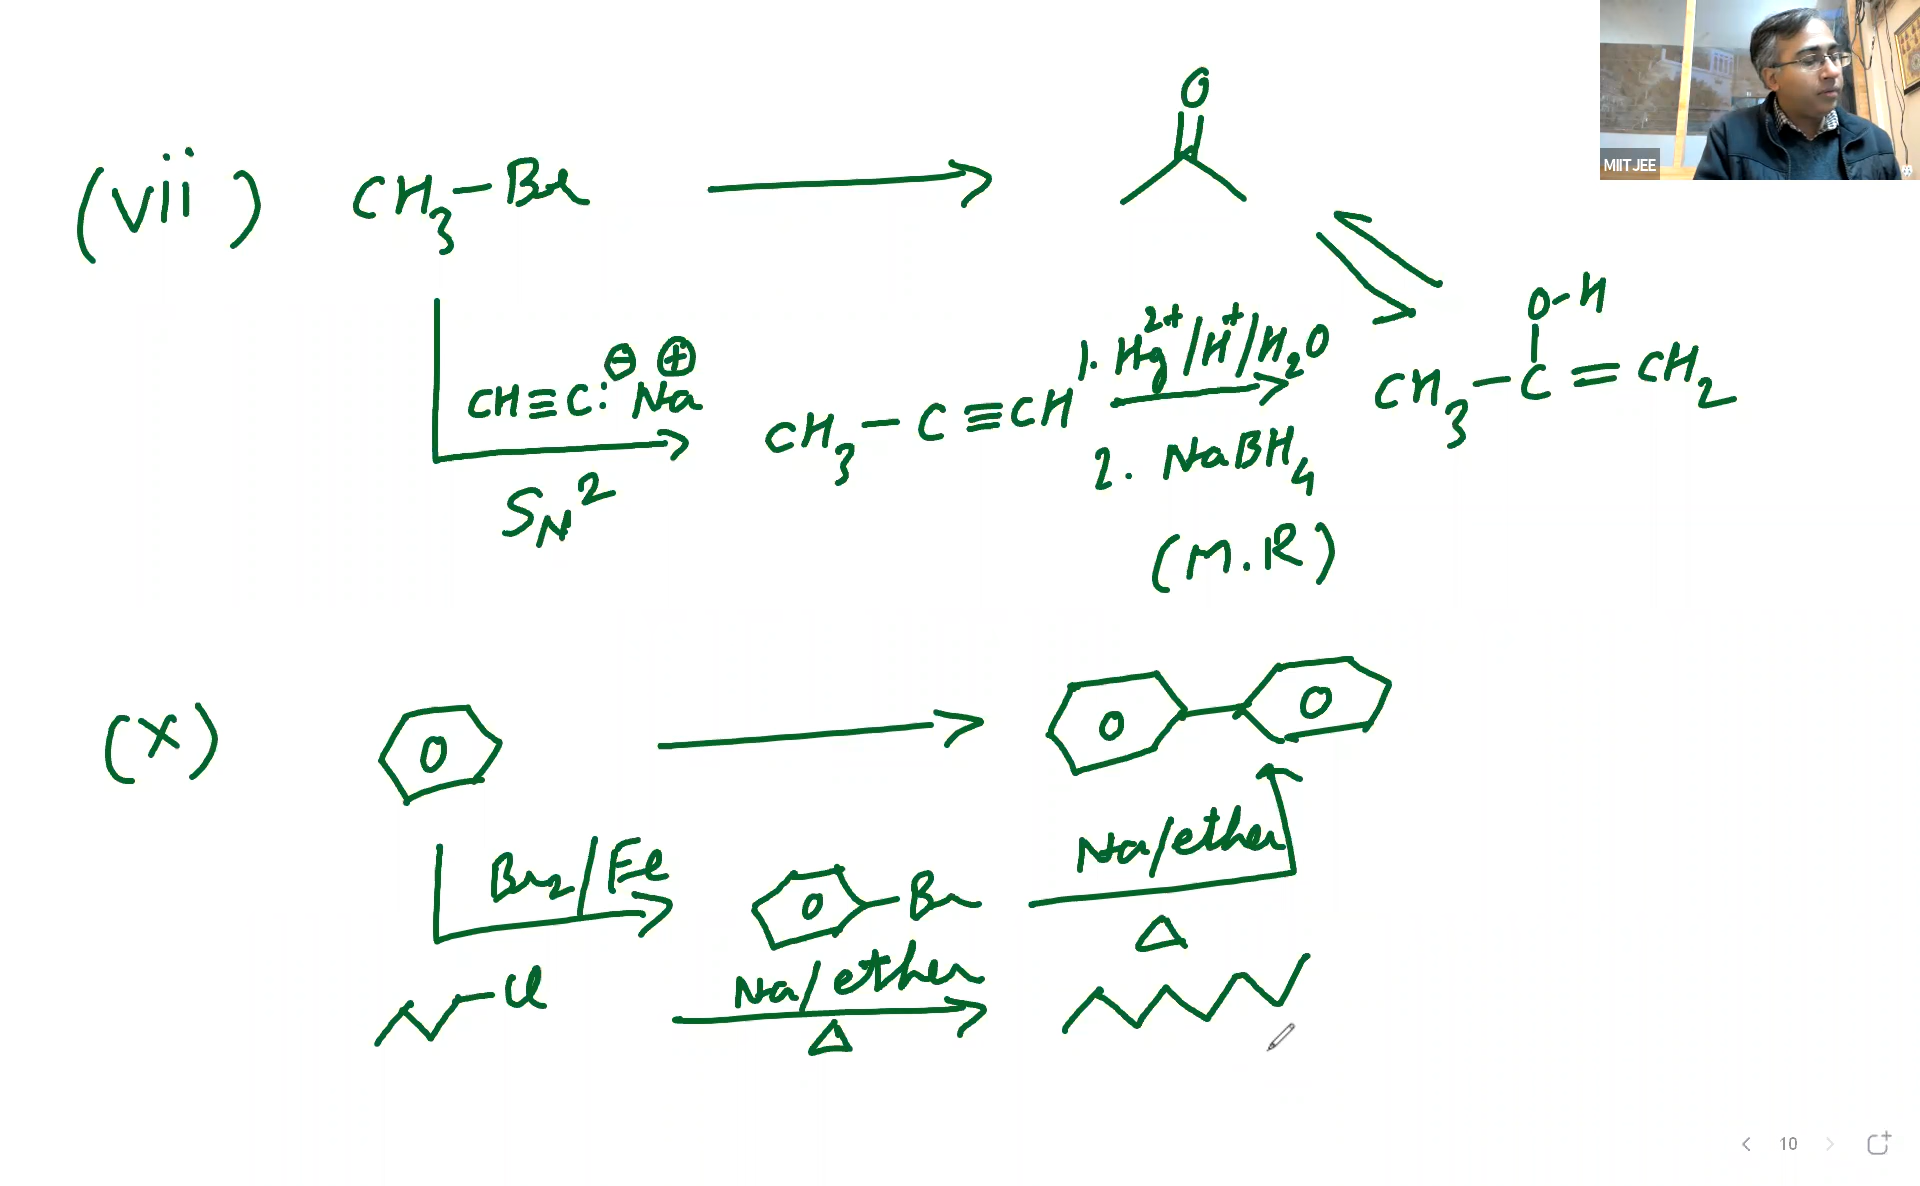 MIIT JEE
(vii) CH3-Br → O
CH≡C:⊖ Na⊕
SN2
CH3-C≡CH
1. Hg2+/H+/H2O
2. NaBH4
(M.R)
O-H
CH3-C=CH2
(X)
Br2/Fe
Br
Na/ether
Δ
Cl
Na/ether
Δ
10